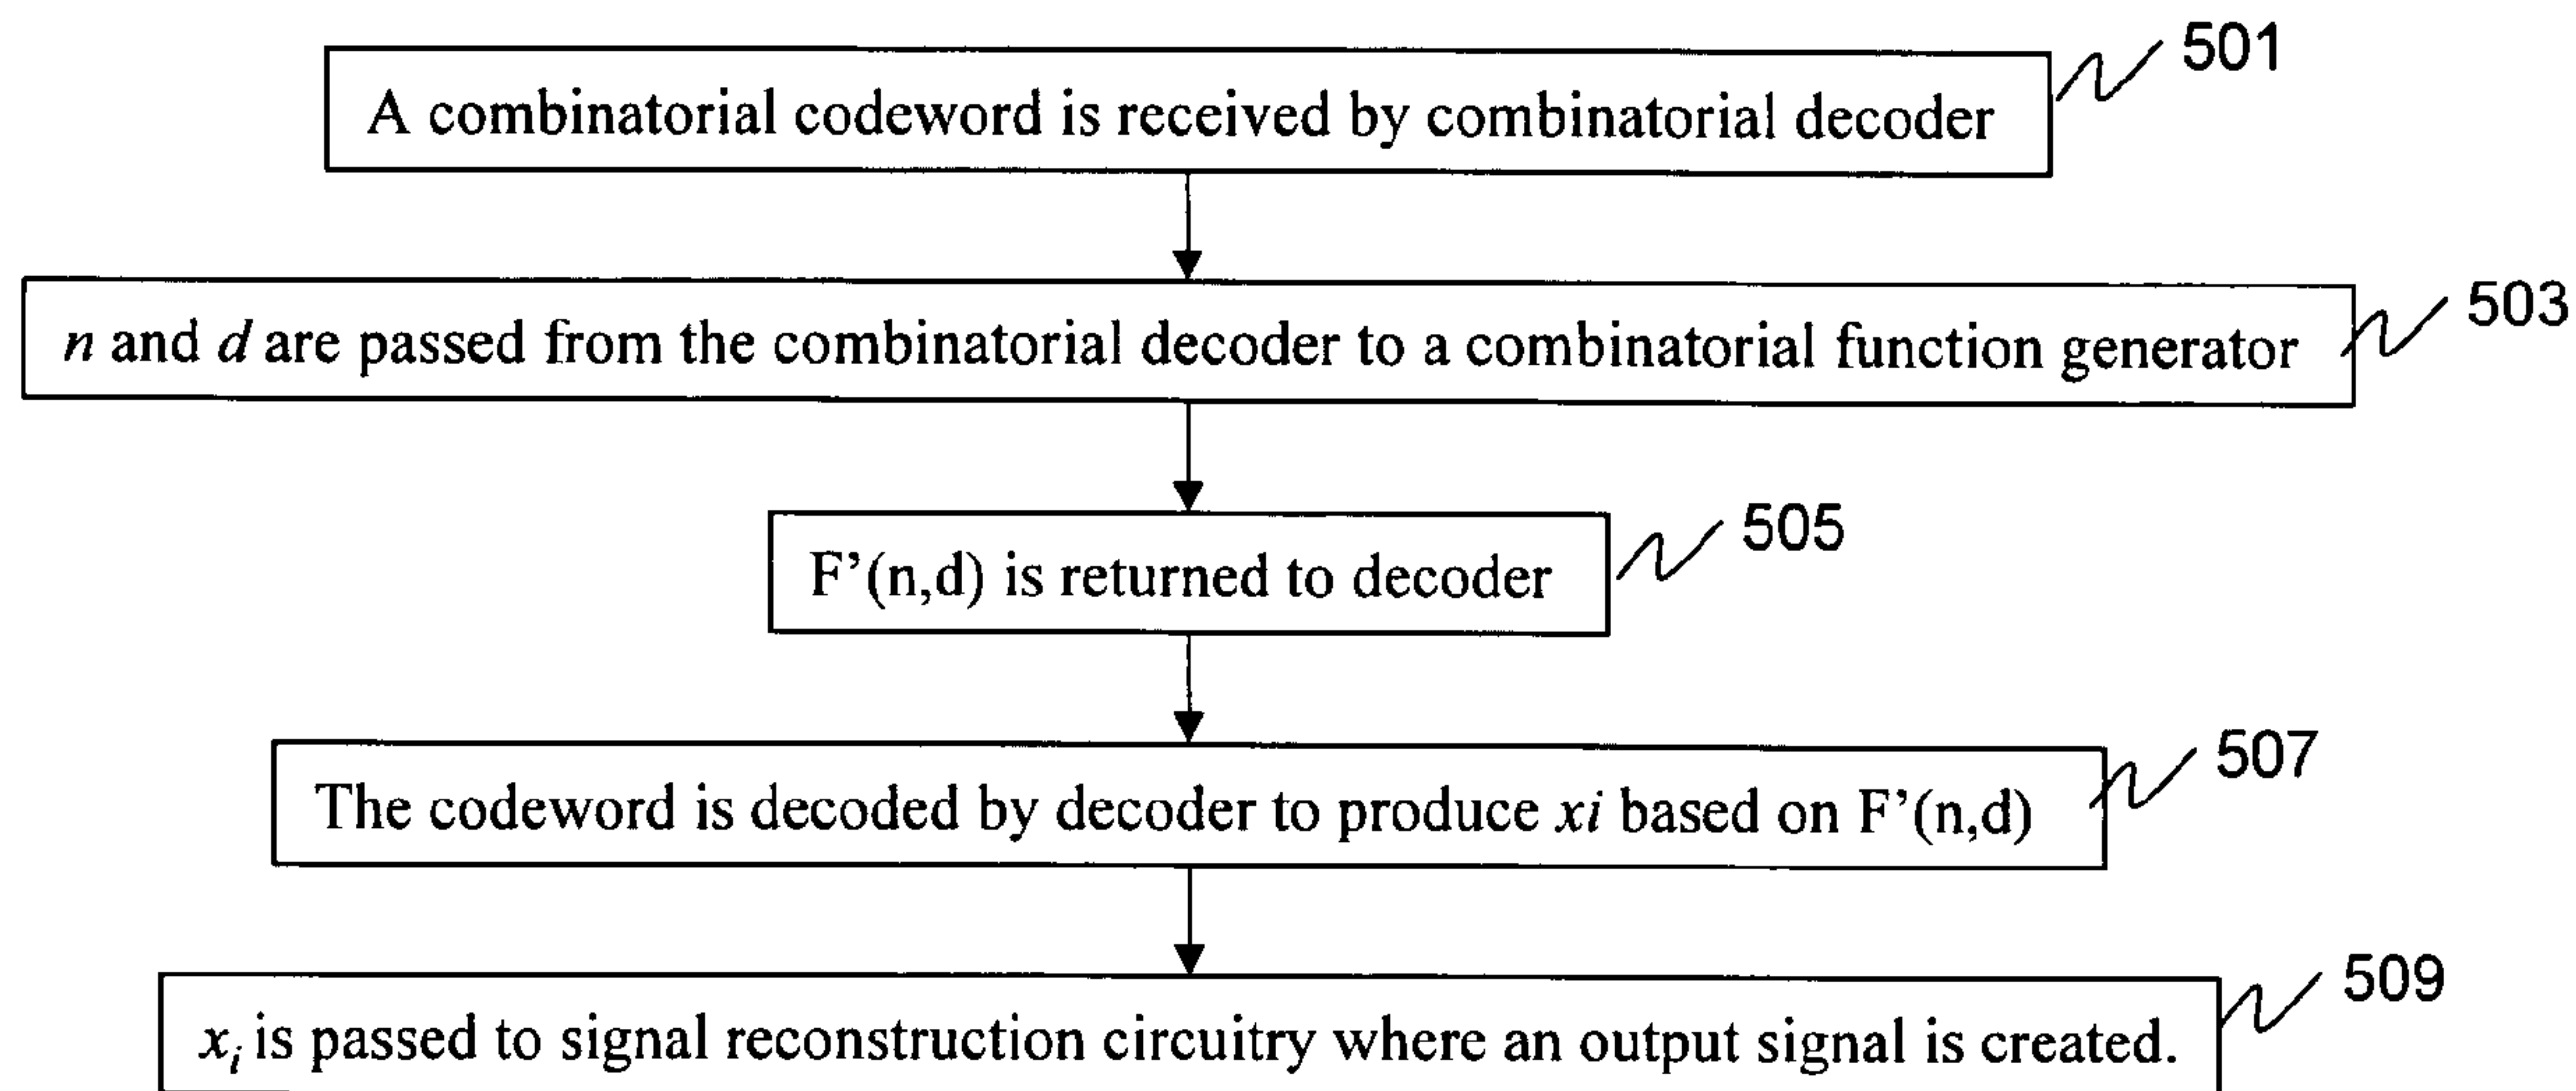 501
A combinatorial codeword is received by combinatorial decoder
503
n and d are passed from the combinatorial decoder to a combinatorial function generator
505
F’(n,d) is returned to decoder
507
The codeword is decoded by decoder to produce xi based on F’(n,d)
509
xi is passed to signal reconstruction circuitry where an output signal is created.